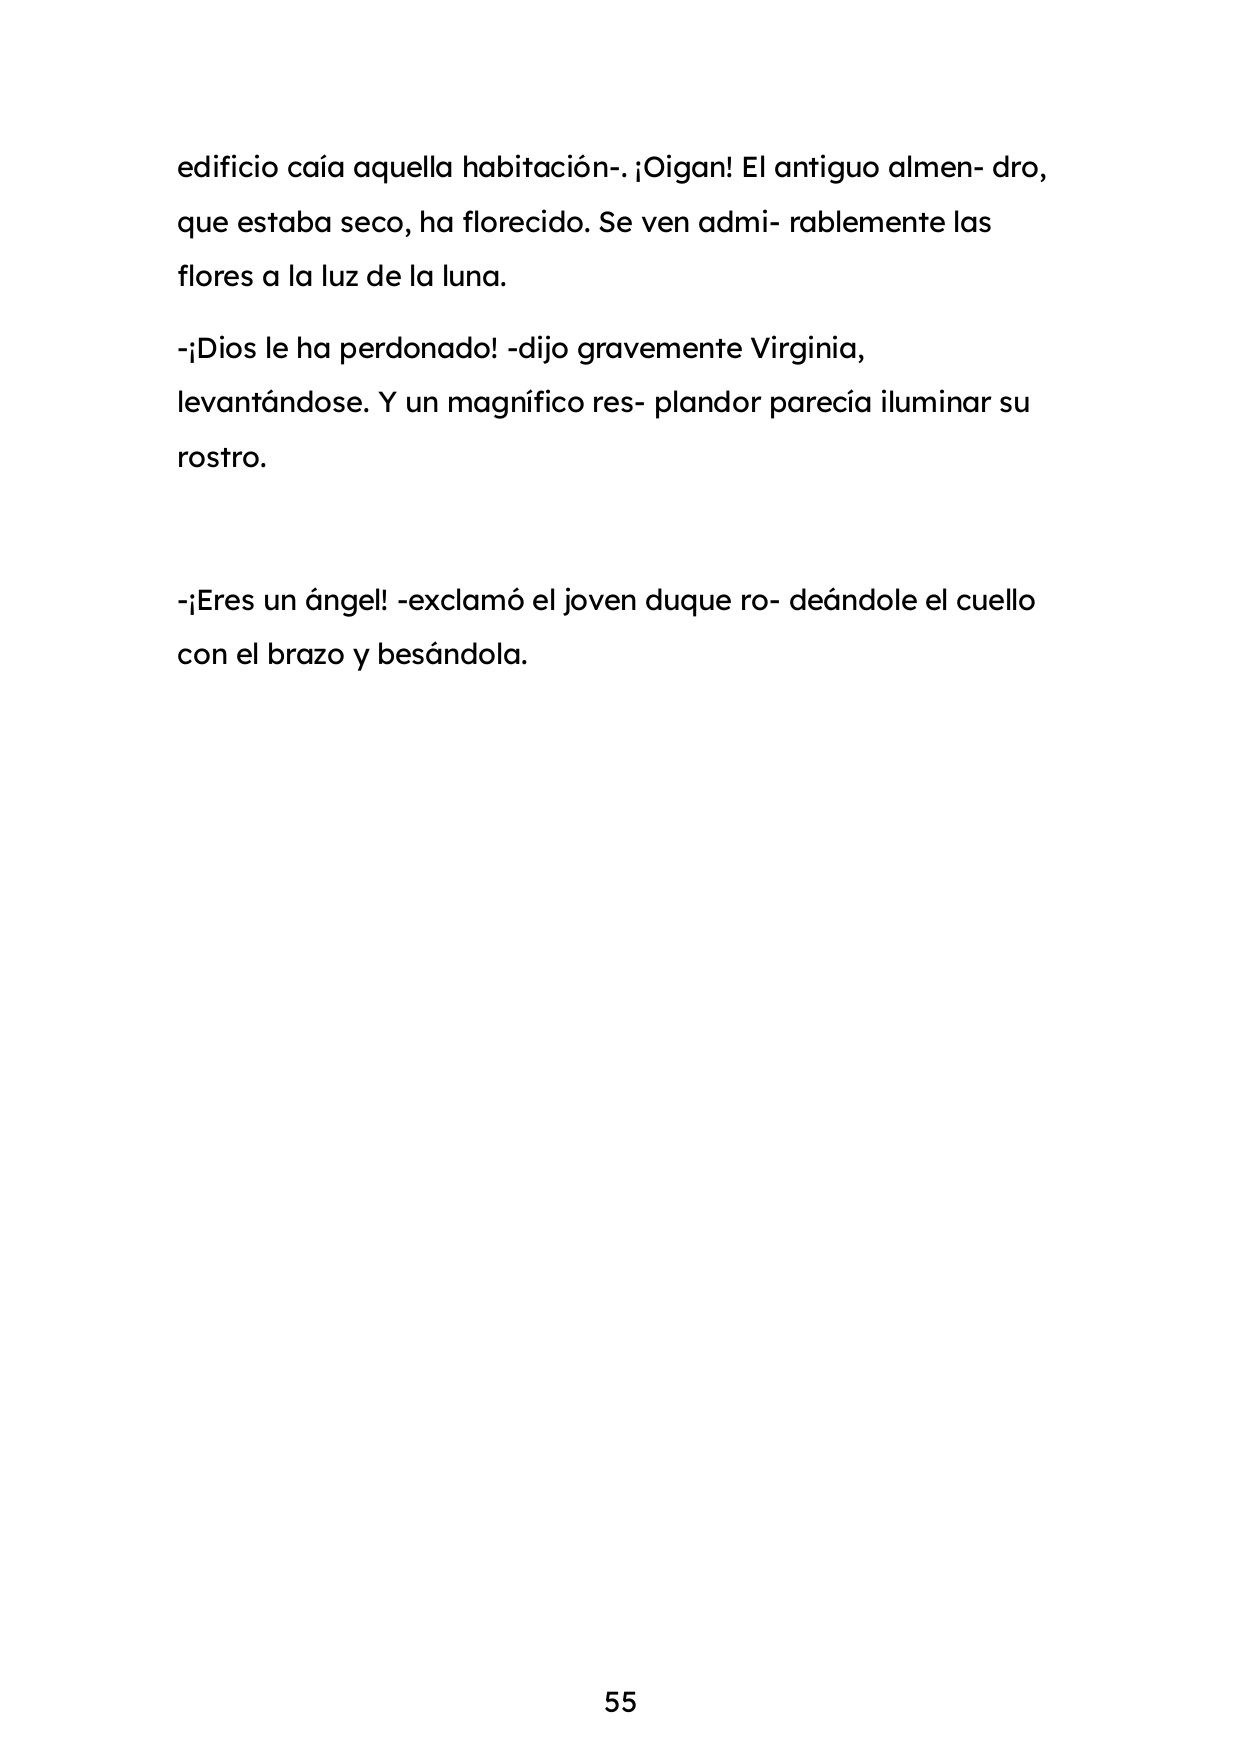 edificio caía aquella habitación-. ¡Oigan! El antiguo almen- dro,
que estaba seco, ha florecido. Se ven admi- rablemente las
flores a la luz de la luna.
-¡Dios le ha perdonado! -dijo gravemente Virginia,
levantándose. Y un magnífico res- plandor parecía iluminar su
rostro.
-¡Eres un ángel! -exclamó el joven duque ro- deándole el cuello
con el brazo y besándola.
55